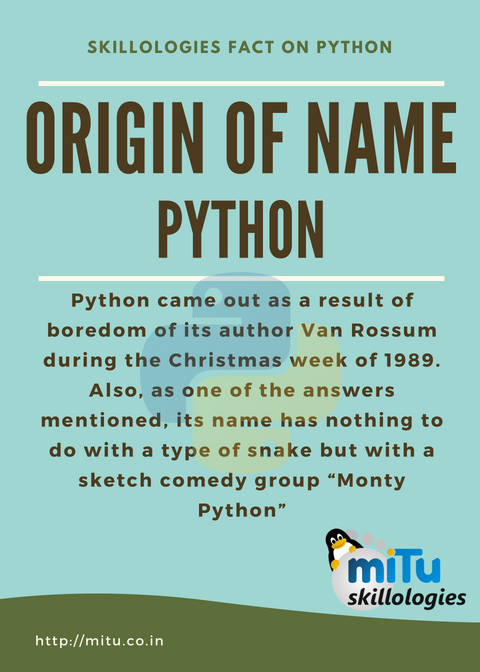 SKILLOLOGIES FACT ON PYTHON
ORIGIN OF NAME
PYTHON
Python came out as a result of
boredom of its author Van Rossum
during the Christmas week of 1989.
Also, as one of the answers
mentioned, its name has nothing to
do with a type of snake but with a
sketch comedy group “Monty
Python”
miTu
skillologies
http://mitu.co.in